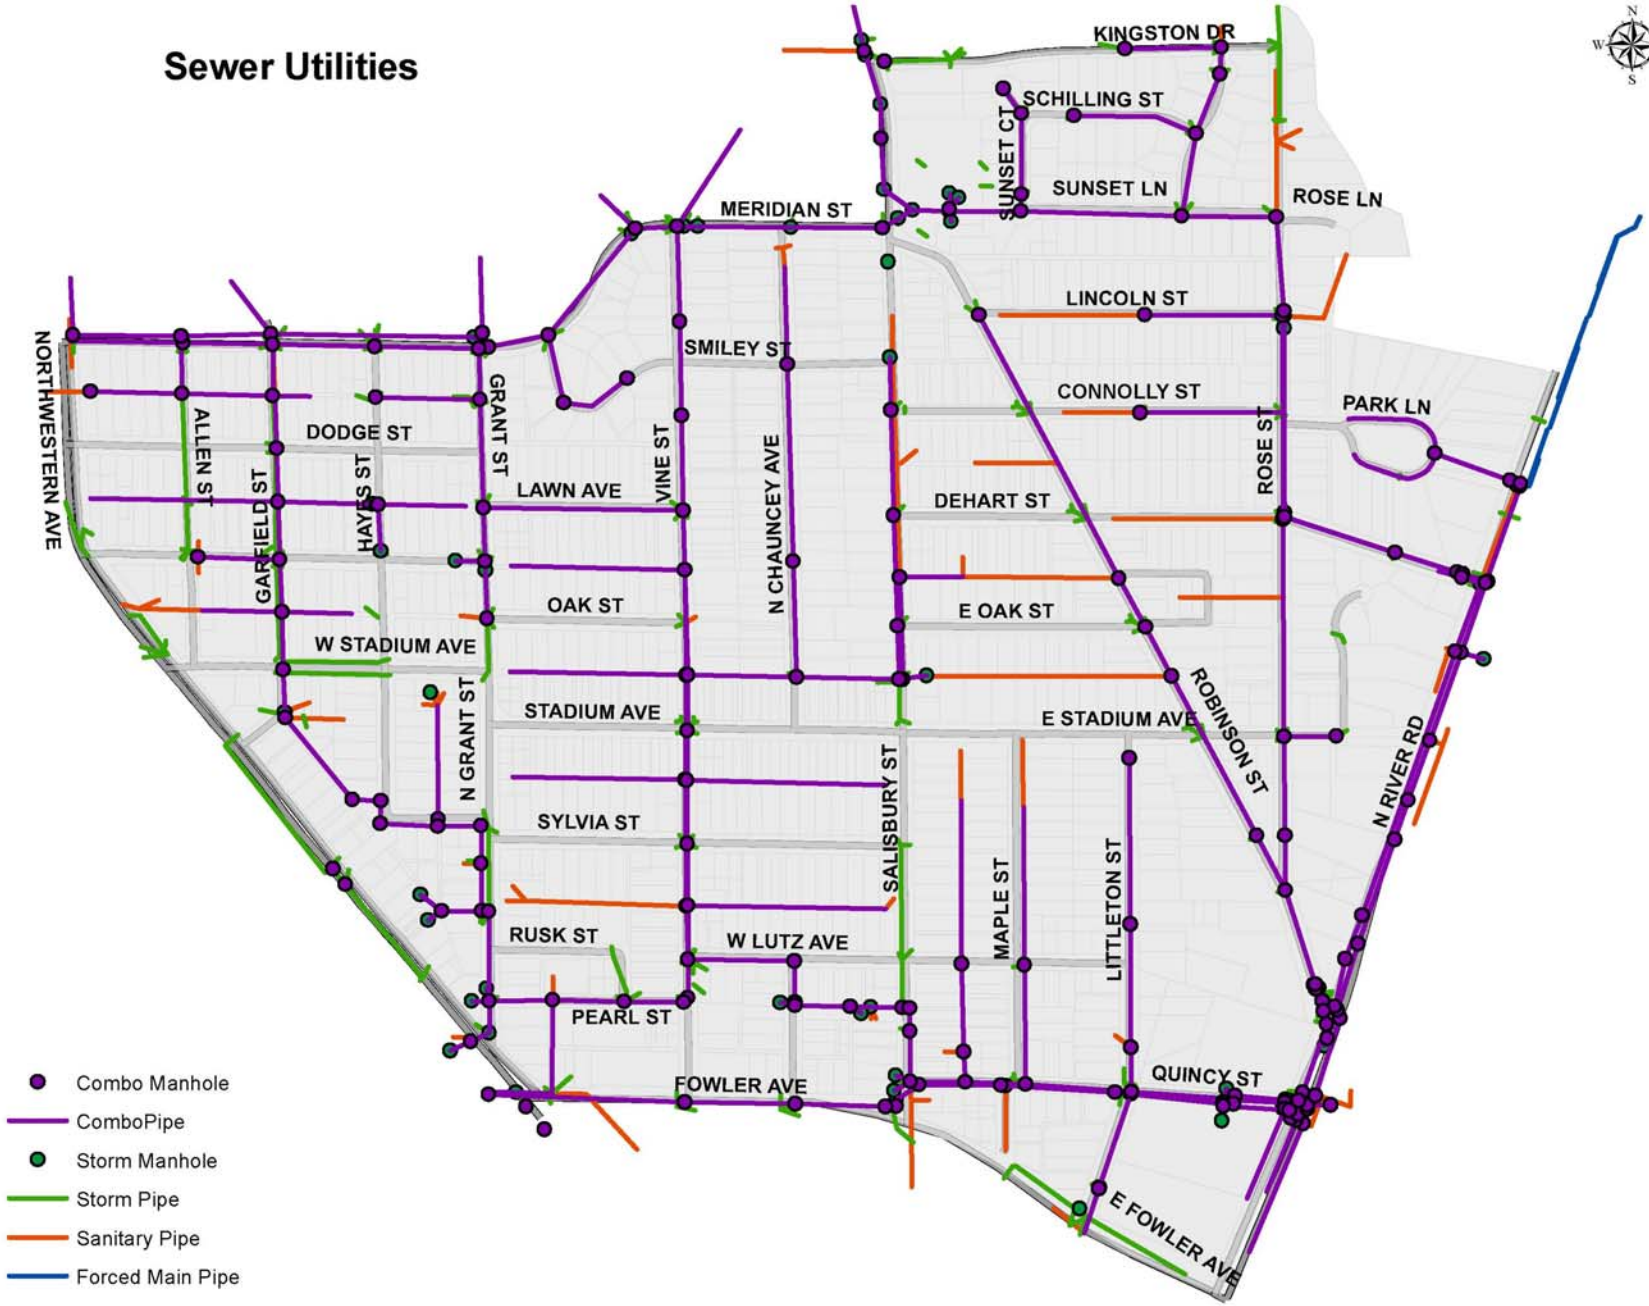 Sewer Utilities
N
W
S
KINGSTON DR
SCHILLING ST
SUNSET CT
SUNSET LN
ROSE LN
MERIDIAN ST
LINCOLN ST
NORTHWESTERN AVE
SMILEY ST
GRANT ST
CONNOLLY ST
PARK LN
ALLEN ST
DODGE ST
HAYES ST
GARFIELD ST
VINE ST
N CHAUNCEY AVE
ROSE ST
LAWN AVE
DEHART ST
OAK ST
E OAK ST
W STADIUM AVE
N GRANT ST
STADIUM AVE
E STADIUM AVE
ROBINSON ST
N RIVER RD
SALISBURY ST
SYLVIA ST
MAPLE ST
LITTLETON ST
RUSK ST
W LUTZ AVE
PEARL ST
FOWLER AVE
QUINCY ST
E FOWLER AVE
Combo Manhole
ComboPipe
Storm Manhole
Storm Pipe
Sanitary Pipe
Forced Main Pipe